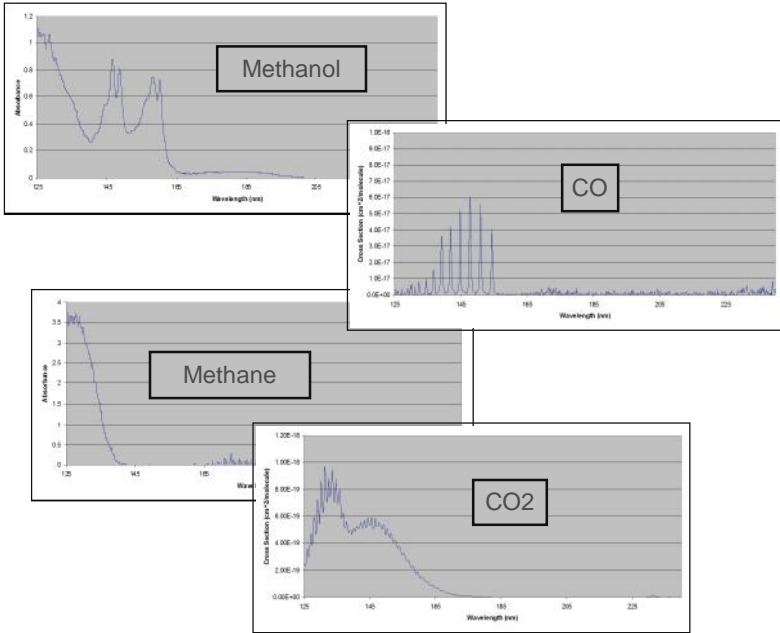 1.2
1
0.8
0.6
0.4
0.2
0
Absorbance
Methanol
125 145 165 185 205
Wavelength (nm)
1.0E-16
9.0E-17
8.0E-17
7.0E-17
6.0E-17
5.0E-17
4.0E-17
3.0E-17
2.0E-17
1.0E-17
0.0E+00
Cross Section (cm^2/molecule)
CO
125 145 165 185 205 225
Wavelength (nm)
4
3.5
3
2.5
2
1.5
1
0.5
0
Absorbance
Methane
125 145 165
1.20E-18
1.00E-18
8.00E-19
6.00E-19
4.00E-19
2.00E-19
0.00E+00
Cross Section (cm^2/molecule)
CO2
125 145 165 185 205 225
Wavelength (nm)